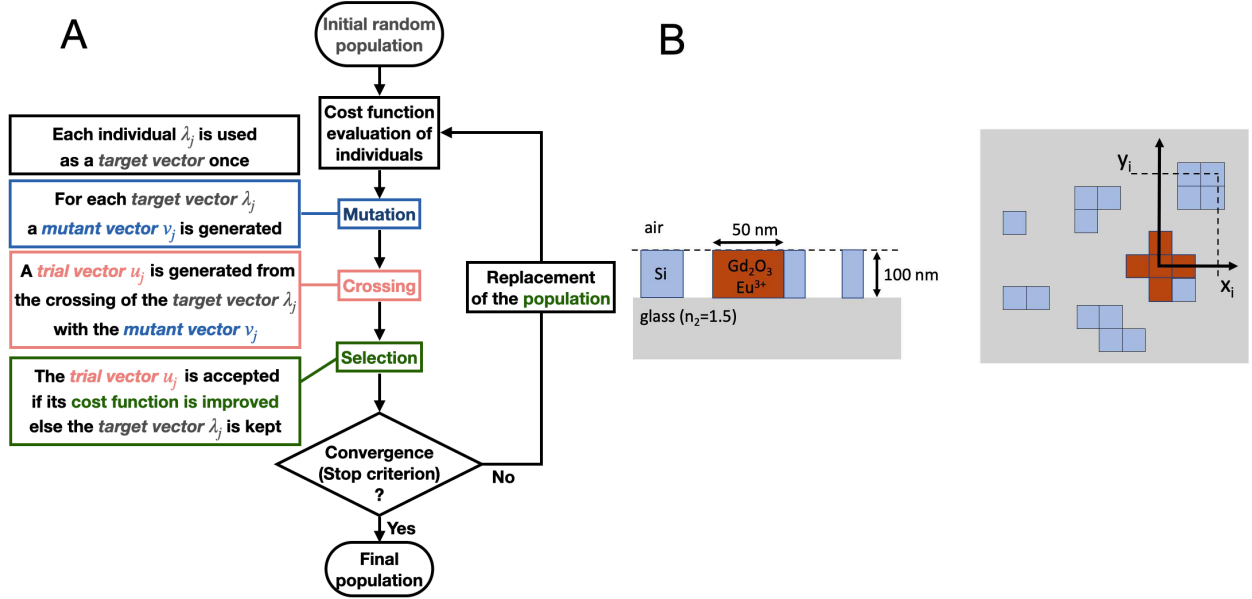 A
Initial random
population
Cost function
evaluation of
individuals
Each individual λj is used
as a target vector once
For each target vector λj
a mutant vector vj is generated
Mutation
A trial vector uj is generated from
the crossing of the target vector λj
with the mutant vector vj
Crossing
Replacement
of the population
Selection
The trial vector uj is accepted
if its cost function is improved
else the target vector λj is kept
Convergence
(Stop criterion)
?
No
Yes
Final
population
B
air
50 nm
Si
Gd2O3
Eu3+
100 nm
glass (n2=1.5)
yi
xi